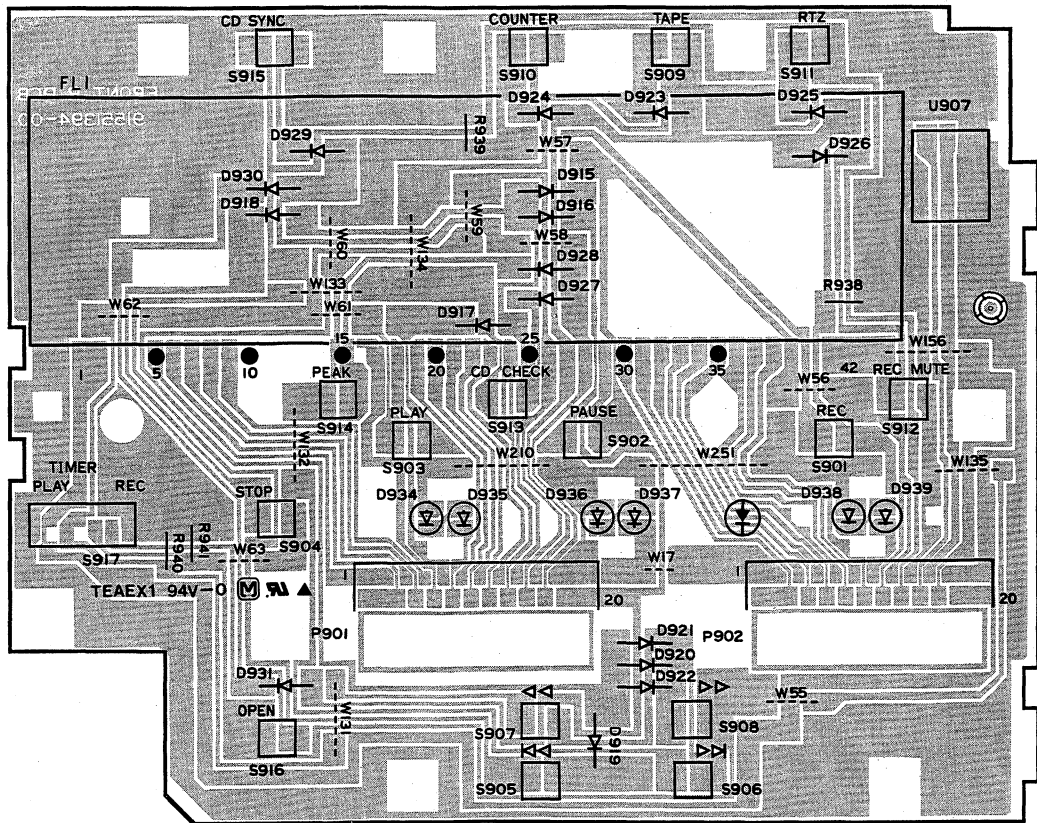 CD SYNC
COUNTER
TAPE
RTZ
S915
S910
S909
S911
FL1
FRONT PCB
91551394-00
D924
D923
D925
U907
D929
R939
W57
D926
D930
D915
D918
D916
W59
W60
W134
W58
D928
W133
D927
R938
W62
W61
D917
W156
1
5
10
15
20
25
30
35
42
PEAK
CD CHECK
W56
REC MUTE
S914
S913
S912
PLAY
PAUSE
REC
S903
S902
S901
W132
W210
W251
W135
TIMER
PLAY
REC
STOP
D934
D935
D936
D937
D938
D939
S917
R940
R941
S904
W63
W17
TEAEX1 94V-0
1
20
1
20
P901
P902
D921
D920
D922
D931
W131
W55
OPEN
S907
D919
S908
S916
S905
S906